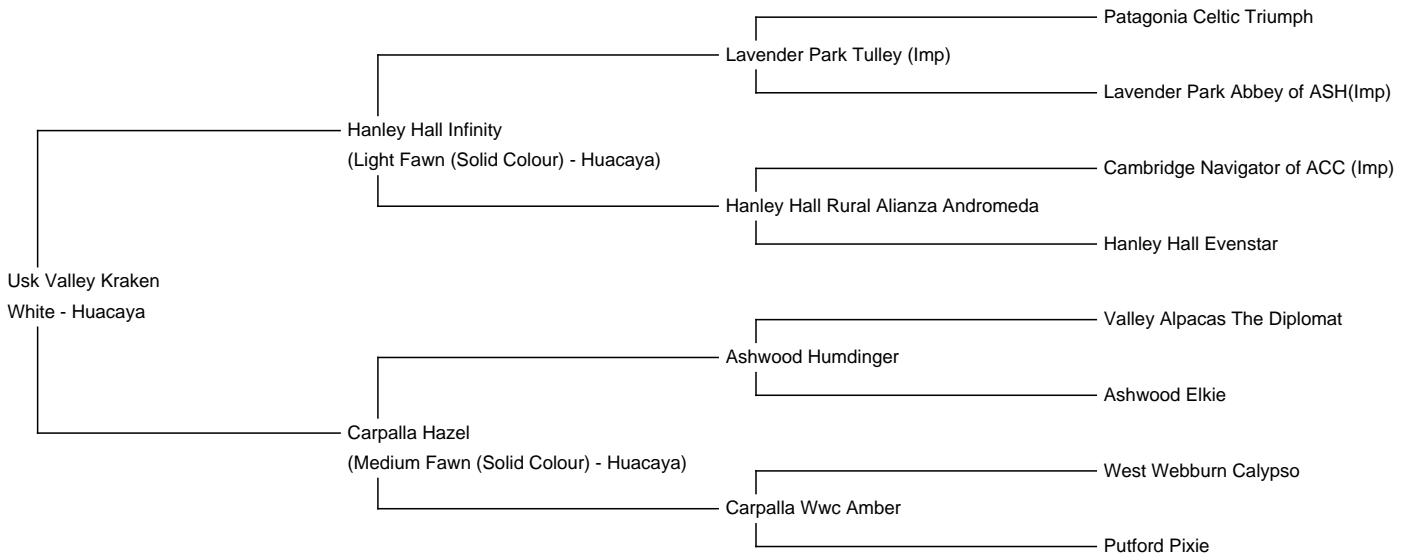 Patagonia Celtic Triumph
Lavender Park Tulley (Imp)
Lavender Park Abbey of ASH(Imp)
Hanley Hall Infinity
(Light Fawn (Solid Colour) - Huacaya)
Cambridge Navigator of ACC (Imp)
Hanley Hall Rural Alianza Andromeda
Hanley Hall Evenstar
Usk Valley Kraken
White - Huacaya
Valley Alpacas The Diplomat
Ashwood Humdinger
Ashwood Elkie
Carpalla Hazel
(Medium Fawn (Solid Colour) - Huacaya)
West Webburn Calypso
Carpalla Wwc Amber
Putford Pixie